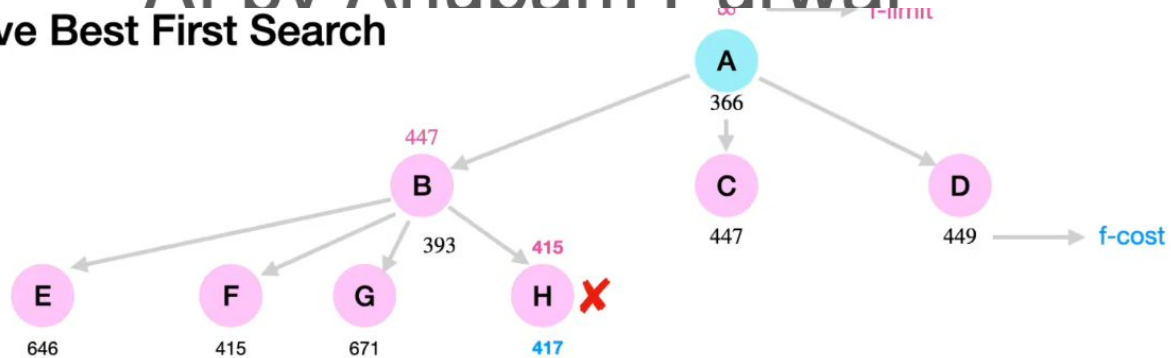 ve Best First Search
∞
f-limit
A
366
447
B
C
D
393
447
449
f-cost
415
E
F
G
H
✘
646
415
671
417